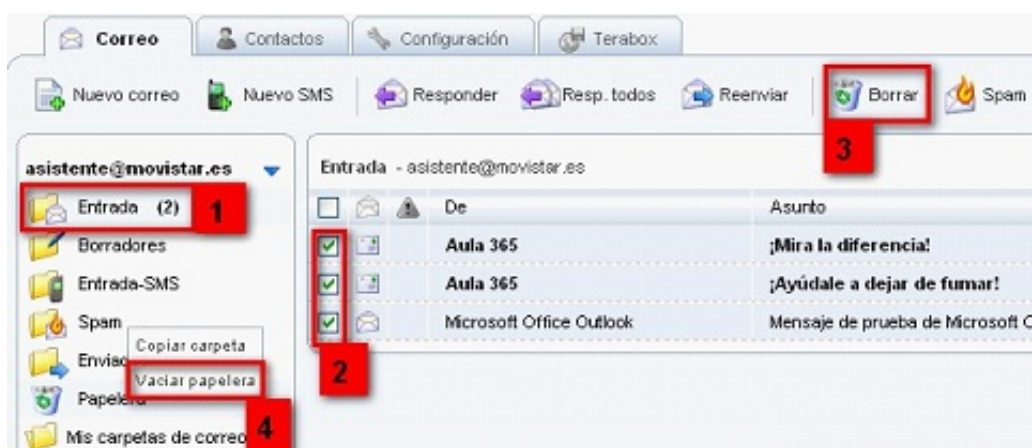 Correo Contactos Configuración Terabox
Nuevo correo Nuevo SMS Responder Resp. todos Reenviar Borrar Spam
3
asistente@movistar.es
Entrada (2)
1
Borradores
Entrada-SMS
Spam
Copiar carpeta
Vaciar papelera
4
Mis carpetas de correo
Entrada - asistente@movistar.es
De Asunto
Aula 365 ¡Mira la diferencia!
Aula 365 ¡Ayúdale a dejar de fumar!
Microsoft Office Outlook Mensaje de prueba de Microsoft
2